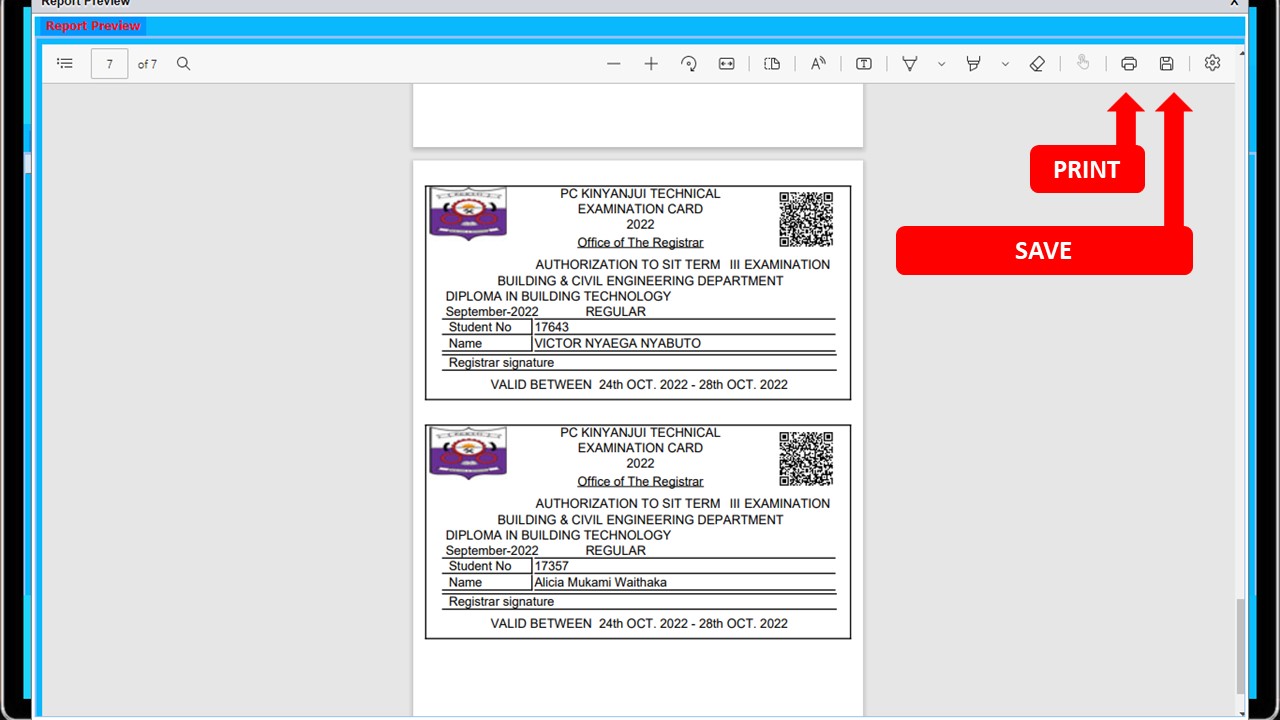 Report Preview
X
Report Preview
7 of 7
PRINT
SAVE
PC KINYANJUI TECHNICAL
EXAMINATION CARD
2022
Office of The Registrar
AUTHORIZATION TO SIT TERM III EXAMINATION
BUILDING & CIVIL ENGINEERING DEPARTMENT
DIPLOMA IN BUILDING TECHNOLOGY
September-2022 REGULAR
Student No 17643
Name VICTOR NYAEGA NYABUTO
Registrar signature
VALID BETWEEN 24th OCT. 2022 - 28th OCT. 2022
PC KINYANJUI TECHNICAL
EXAMINATION CARD
2022
Office of The Registrar
AUTHORIZATION TO SIT TERM III EXAMINATION
BUILDING & CIVIL ENGINEERING DEPARTMENT
DIPLOMA IN BUILDING TECHNOLOGY
September-2022 REGULAR
Student No 17357
Name Alicia Mukami Waithaka
Registrar signature
VALID BETWEEN 24th OCT. 2022 - 28th OCT. 2022